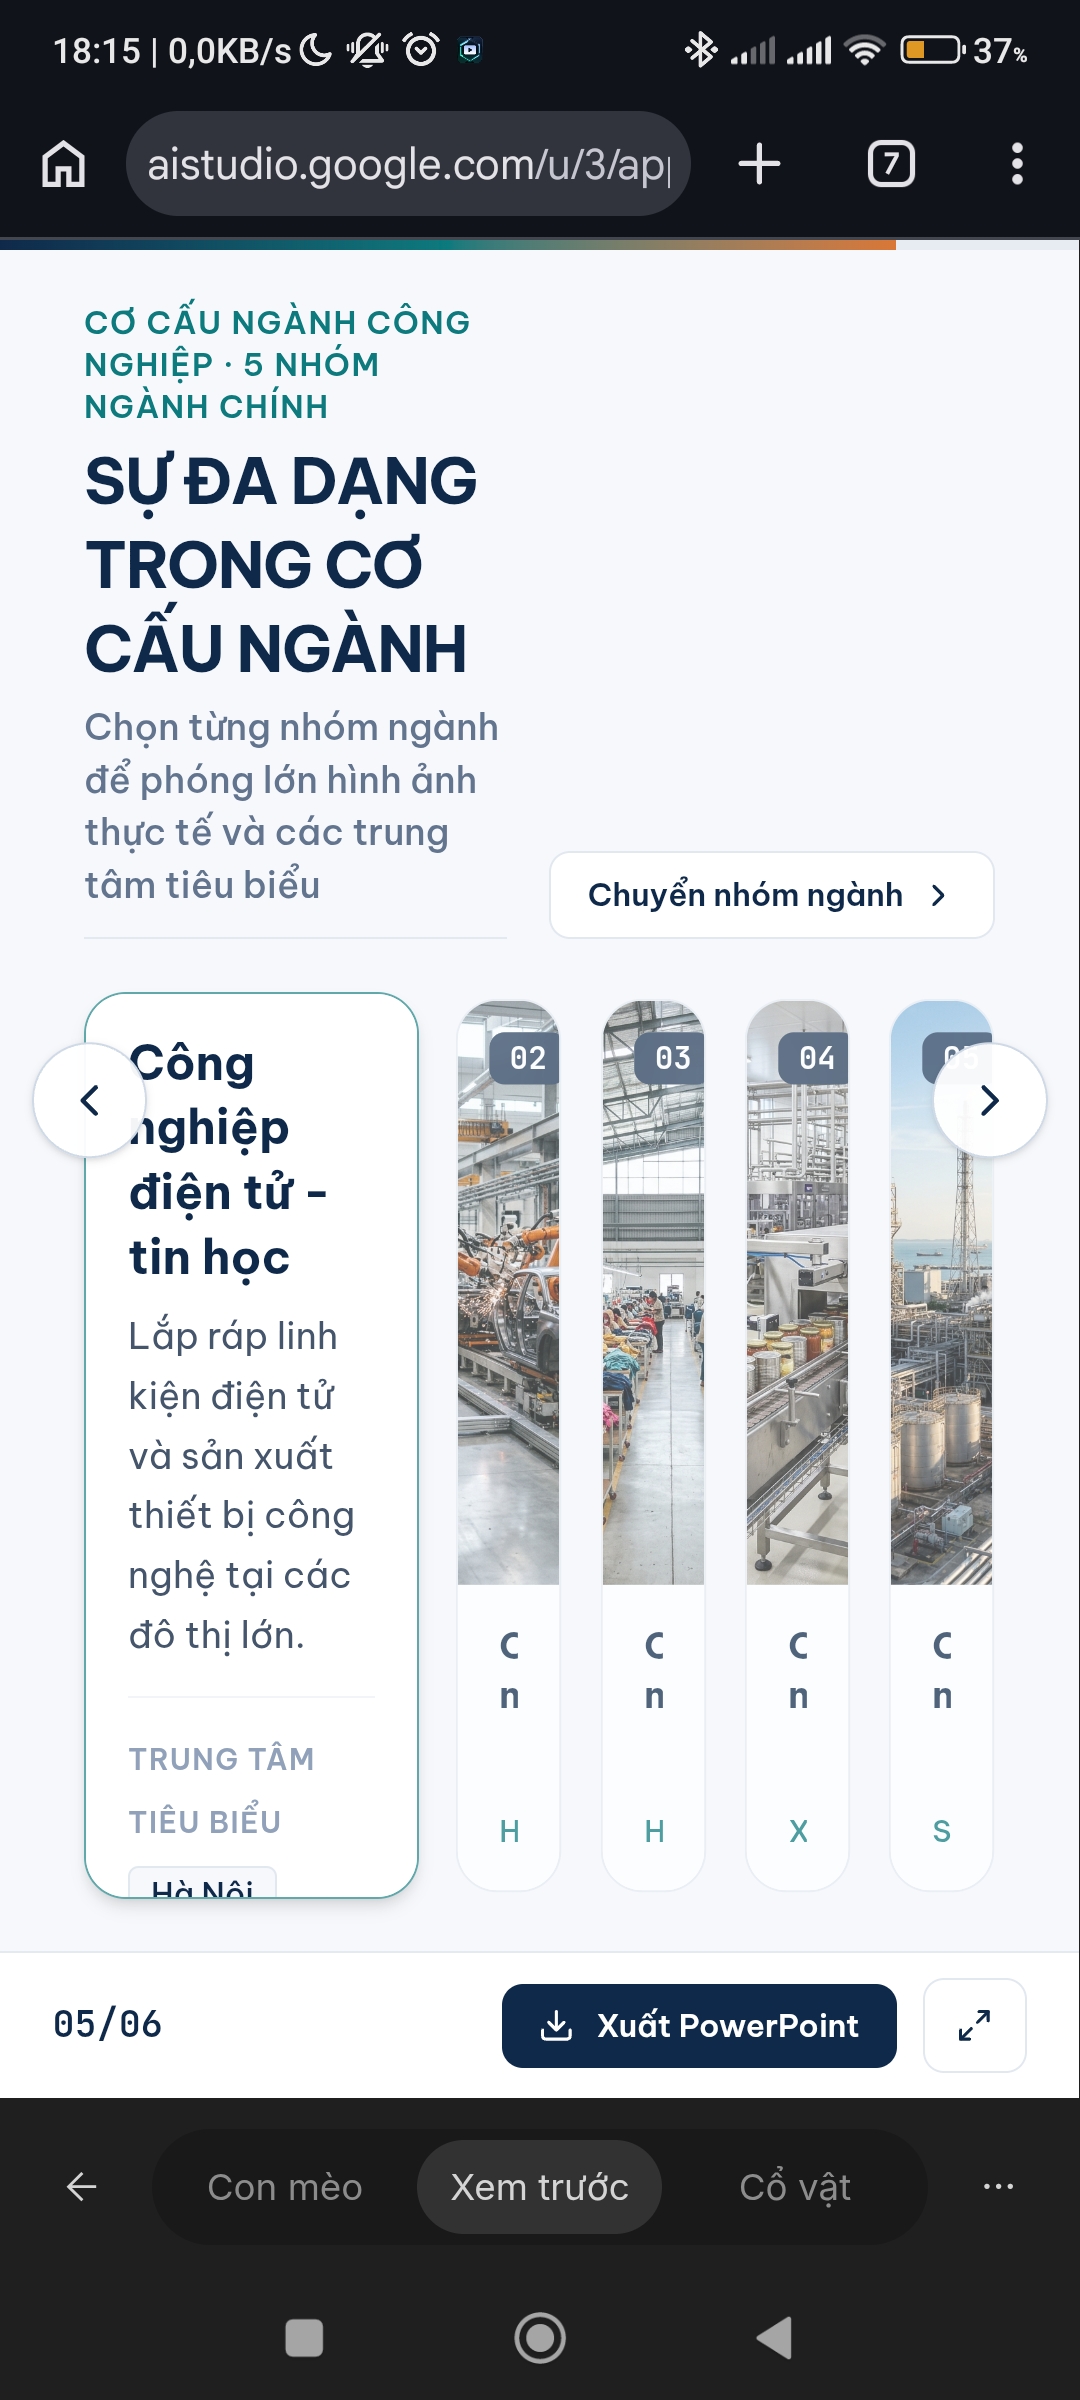 18:15 | 0,0KB/s
37%
aistudio.google.com/u/3/app
7
CƠ CẤU NGÀNH CÔNG
NGHIỆP · 5 NHÓM
NGÀNH CHÍNH
SỰ ĐA DẠNG
TRONG CƠ
CẤU NGÀNH
Chọn từng nhóm ngành
để phóng lớn hình ảnh
thực tế và các trung
tâm tiêu biểu
Chuyển nhóm ngành
Công
nghiệp
điện tử -
tin học
Lắp ráp linh
kiện điện tử
và sản xuất
thiết bị công
nghệ tại các
đô thị lớn.
TRUNG TÂM
TIÊU BIỂU
Hà Nội
02
C
n
H
03
C
n
H
04
C
n
X
05
C
n
S
05/06
Xuất PowerPoint
Con mèo
Xem trước
Cổ vật